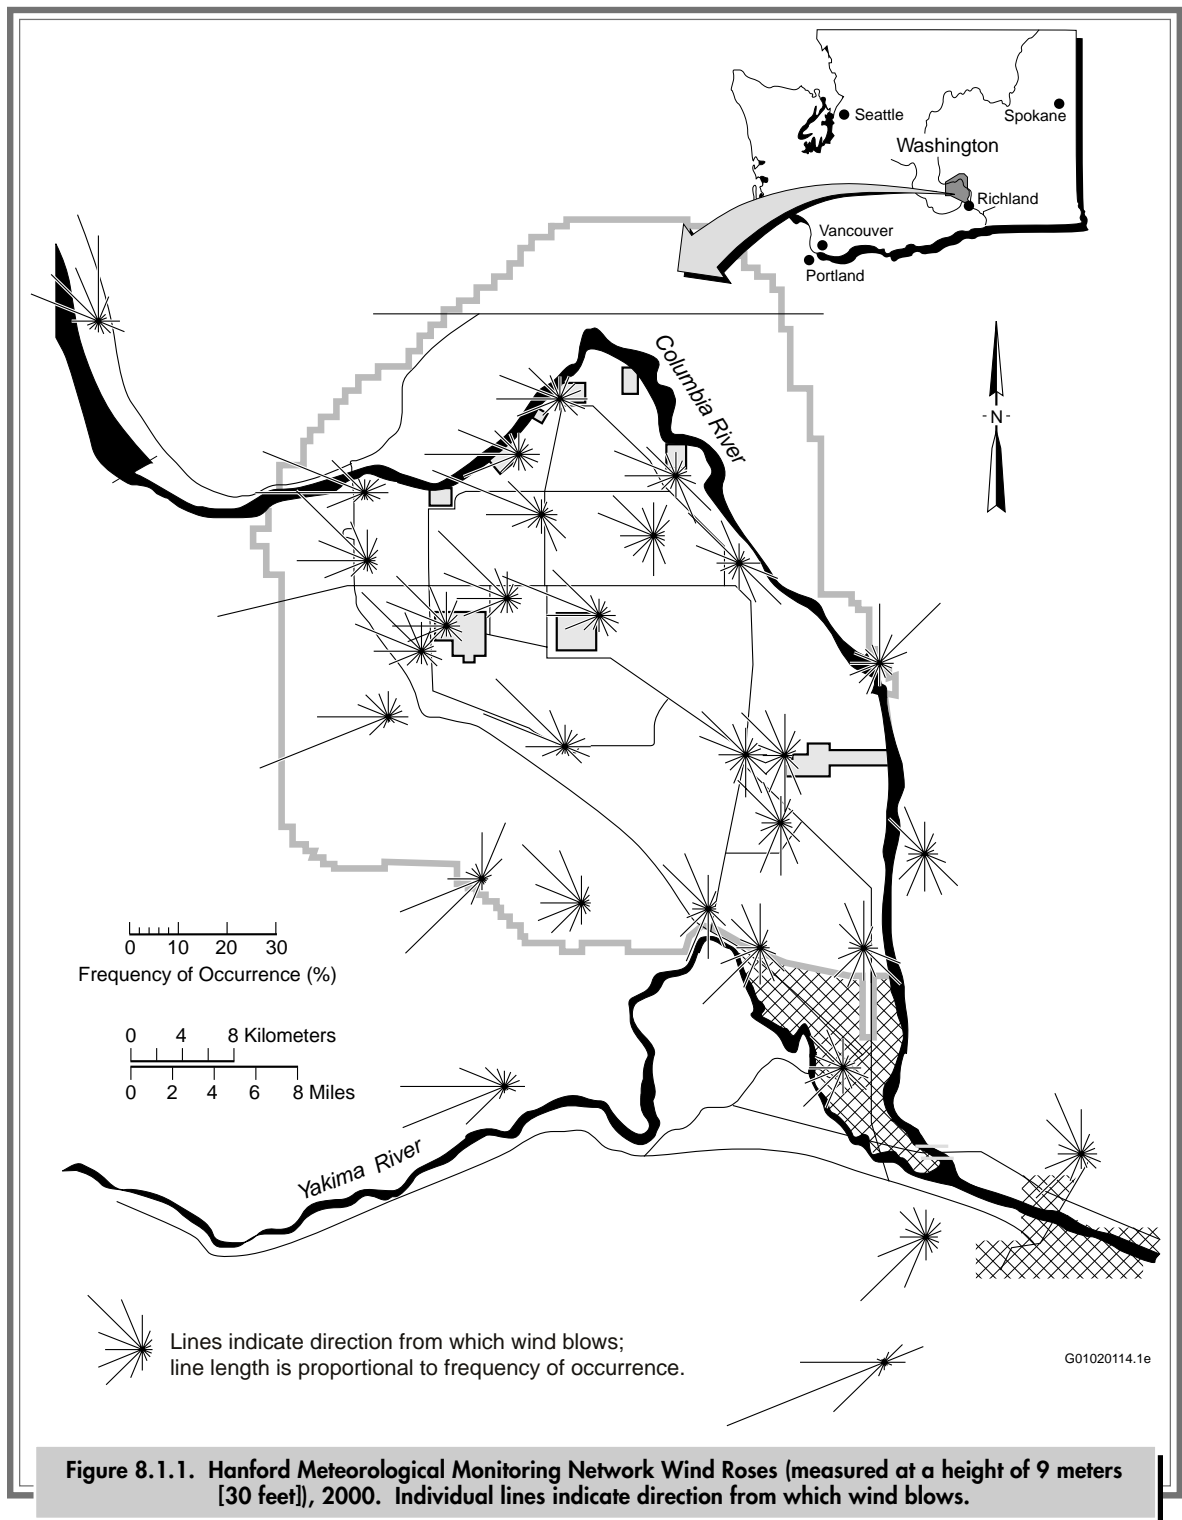 Seattle
Spokane
Washington
Richland
Vancouver
Portland
Columbia River
- N -
0 10 20 30
Frequency of Occurrence (%)
0 4 8 Kilometers
0 2 4 6 8 Miles
Yakima River
Lines indicate direction from which wind blows;
line length is proportional to frequency of occurrence.
G01020114.1e
Figure 8.1.1. Hanford Meteorological Monitoring Network Wind Roses (measured at a height of 9 meters
[30 feet]), 2000. Individual lines indicate direction from which wind blows.